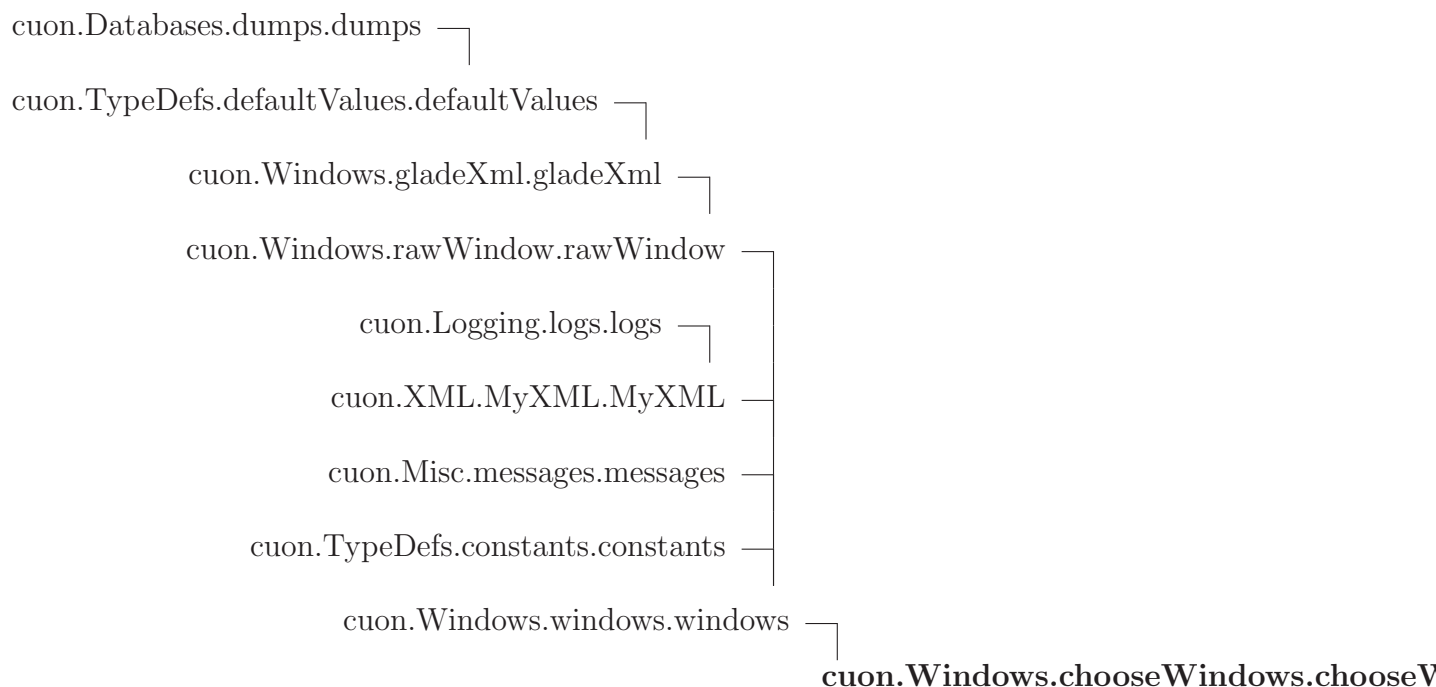 cuon.Databases.dumps.dumps
cuon.TypeDefs.defaultValues.defaultValues
cuon.Windows.gladeXml.gladeXml
cuon.Windows.rawWindow.rawWindow
cuon.Logging.logs.logs
cuon.XML.MyXML.MyXML
cuon.Misc.messages.messages
cuon.TypeDefs.constants.constants
cuon.Windows.windows.windows
cuon.Windows.chooseWindows.chooseW